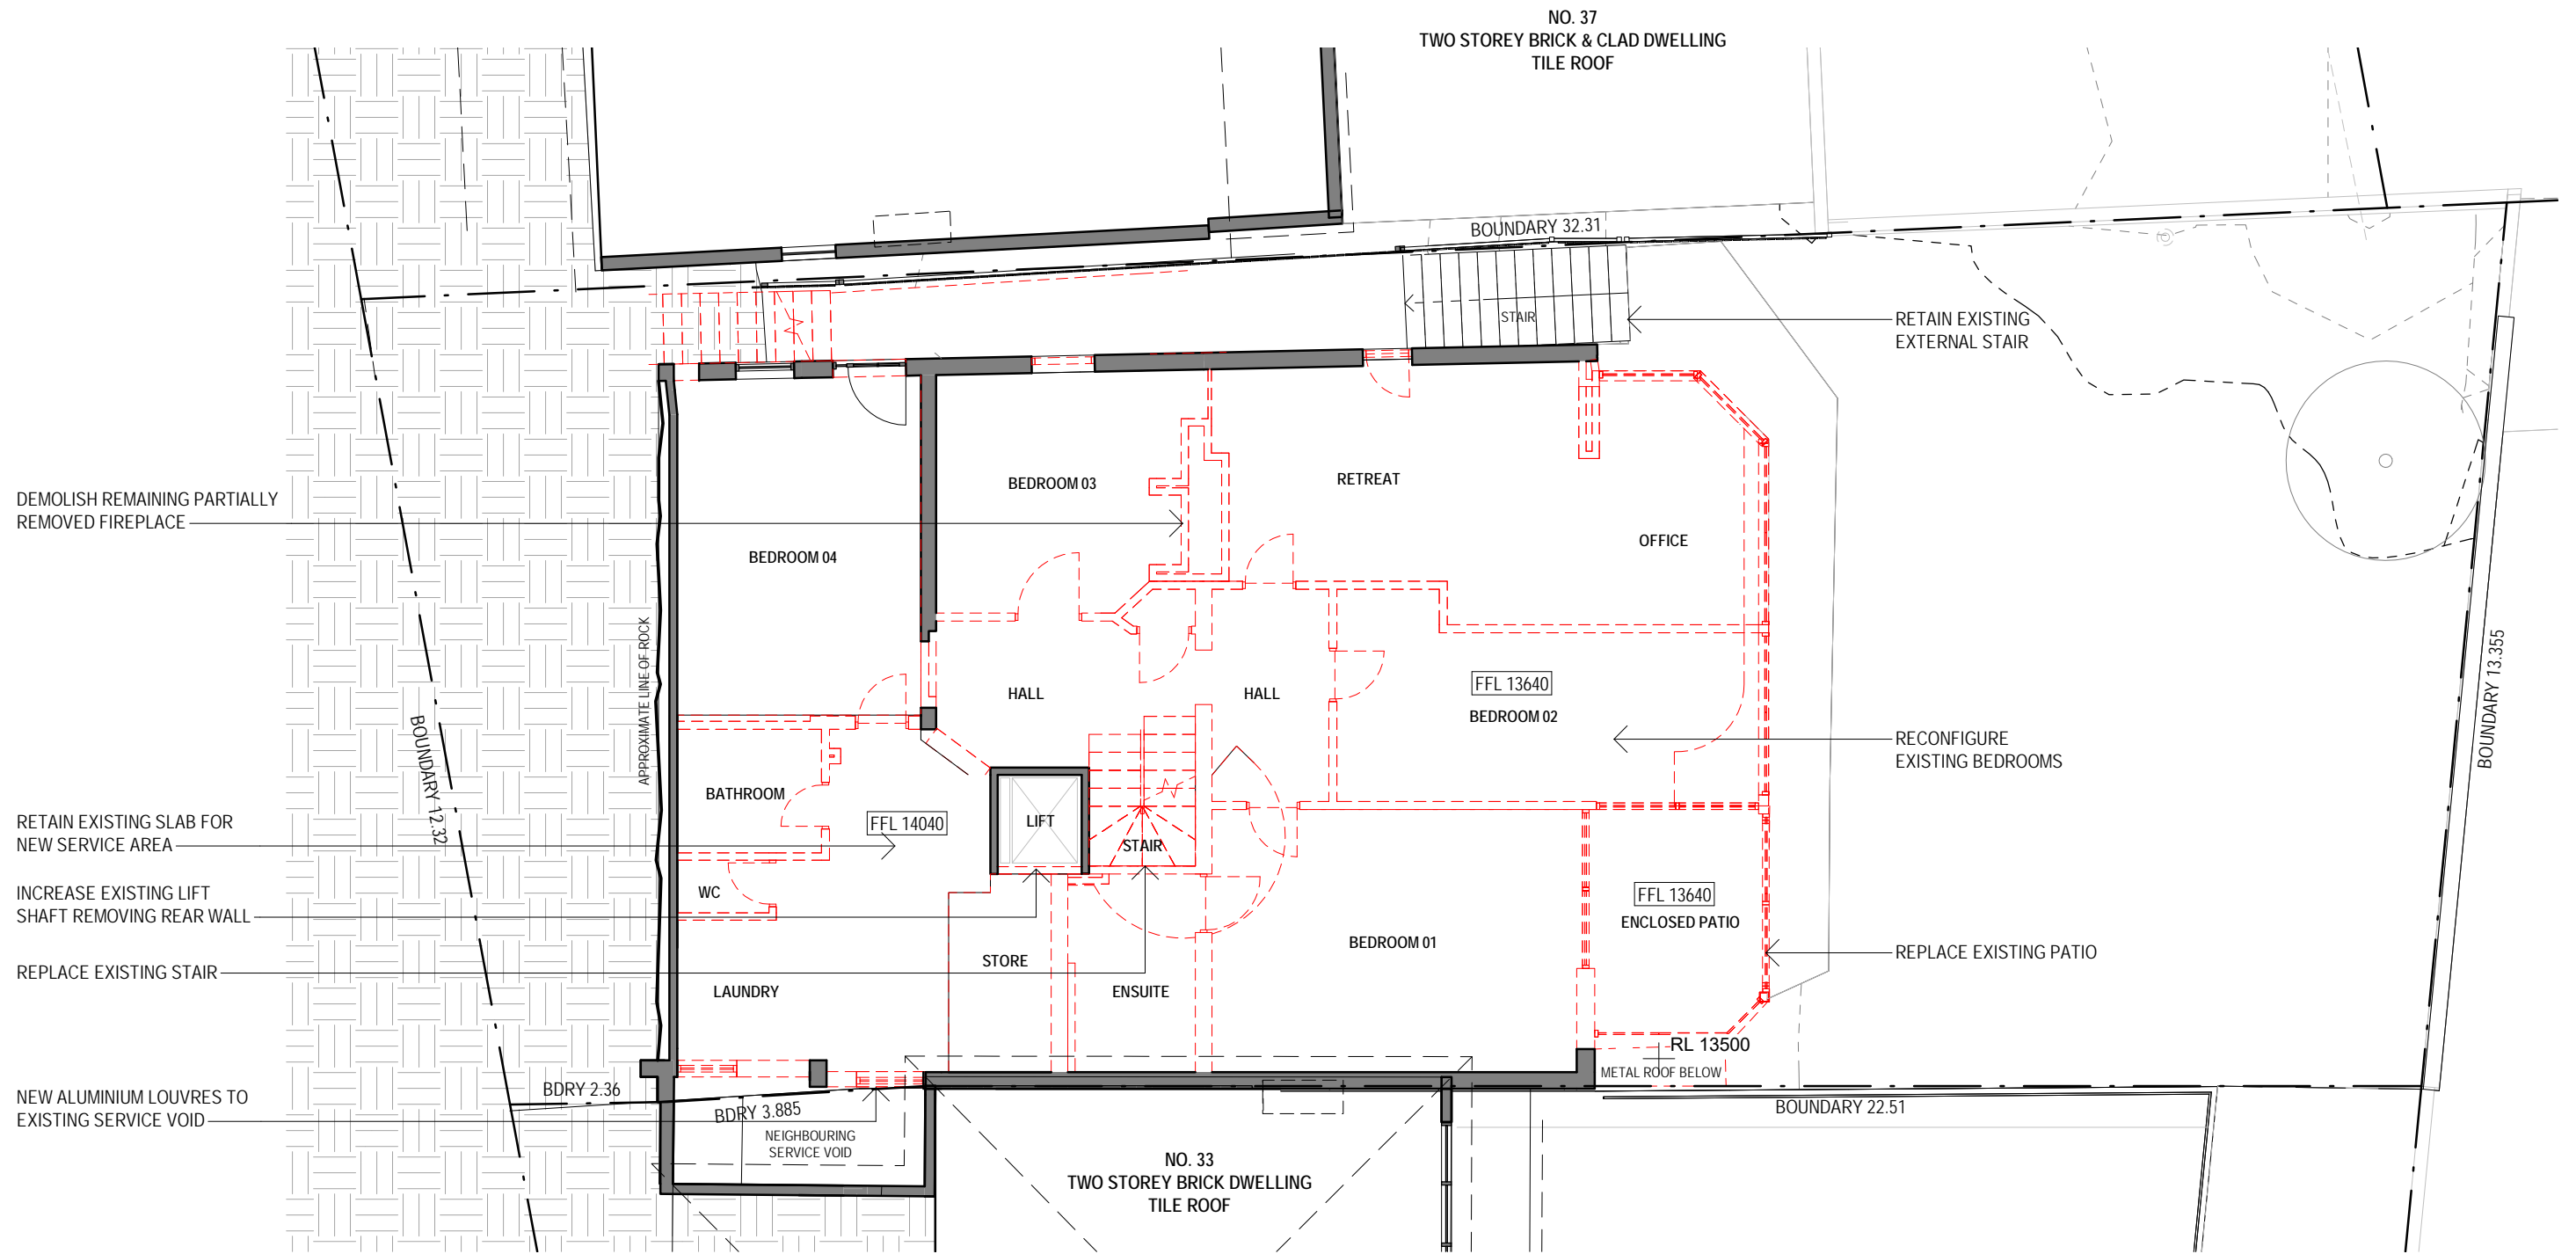 NO. 37
TWO STOREY BRICK & CLAD DWELLING
TILE ROOF
BOUNDARY 32.31
STAIR
RETAIN EXISTING
EXTERNAL STAIR
DEMOLISH REMAINING PARTIALLY
REMOVED FIREPLACE
BEDROOM 03
RETREAT
OFFICE
BEDROOM 04
APPROXIMATE LINE OF ROCK
BOUNDARY 12.32
BOUNDARY 13.355
HALL
HALL
FFL 13640
BEDROOM 02
RECONFIGURE
EXISTING BEDROOMS
BATHROOM
RETAIN EXISTING SLAB FOR
NEW SERVICE AREA
FFL 14040
LIFT
STAIR
INCREASE EXISTING LIFT
SHAFT REMOVING REAR WALL
WC
FFL 13640
ENCLOSED PATIO
BEDROOM 01
REPLACE EXISTING PATIO
REPLACE EXISTING STAIR
STORE
LAUNDRY
ENSUITE
RL 13500
METAL ROOF BELOW
NEW ALUMINIUM LOUVRES TO
EXISTING SERVICE VOID
BDRY 2.36
BDRY 3.885
BOUNDARY 22.51
NEIGHBOURING
SERVICE VOID
NO. 33
TWO STOREY BRICK DWELLING
TILE ROOF